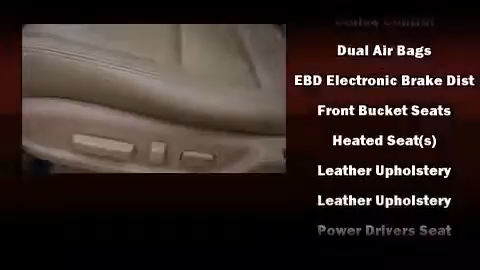 Dual Air Bags
EBD Electronic Brake Dist
Front Bucket Seats
Heated Seat(s)
Leather Upholstery
Leather Upholstery
Power Drivers Seat